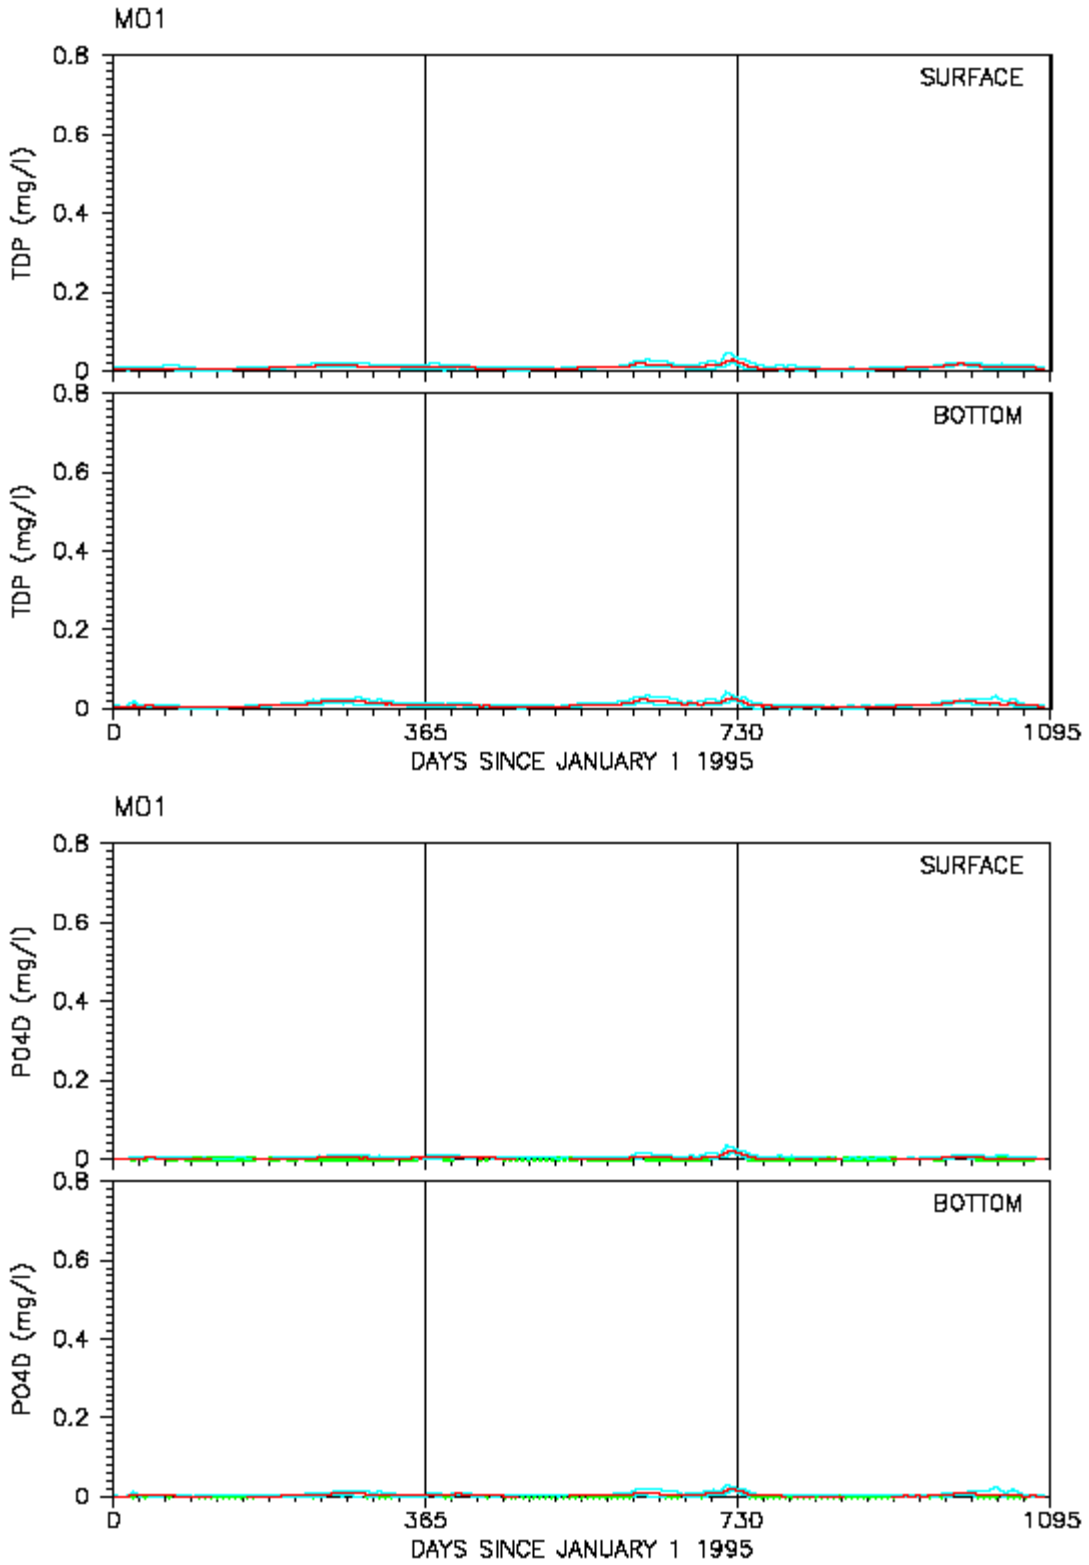 M01
0.8
SURFACE
0.6
TDP (mg/l)
0.4
0.2
0
0.8
BOTTOM
0.6
TDP (mg/l)
0.4
0.2
0
0 365 730 1095
DAYS SINCE JANUARY 1 1995
M01
0.8
SURFACE
0.6
PO4D (mg/l)
0.4
0.2
0
0.8
BOTTOM
0.6
PO4D (mg/l)
0.4
0.2
0
0 365 730 1095
DAYS SINCE JANUARY 1 1995